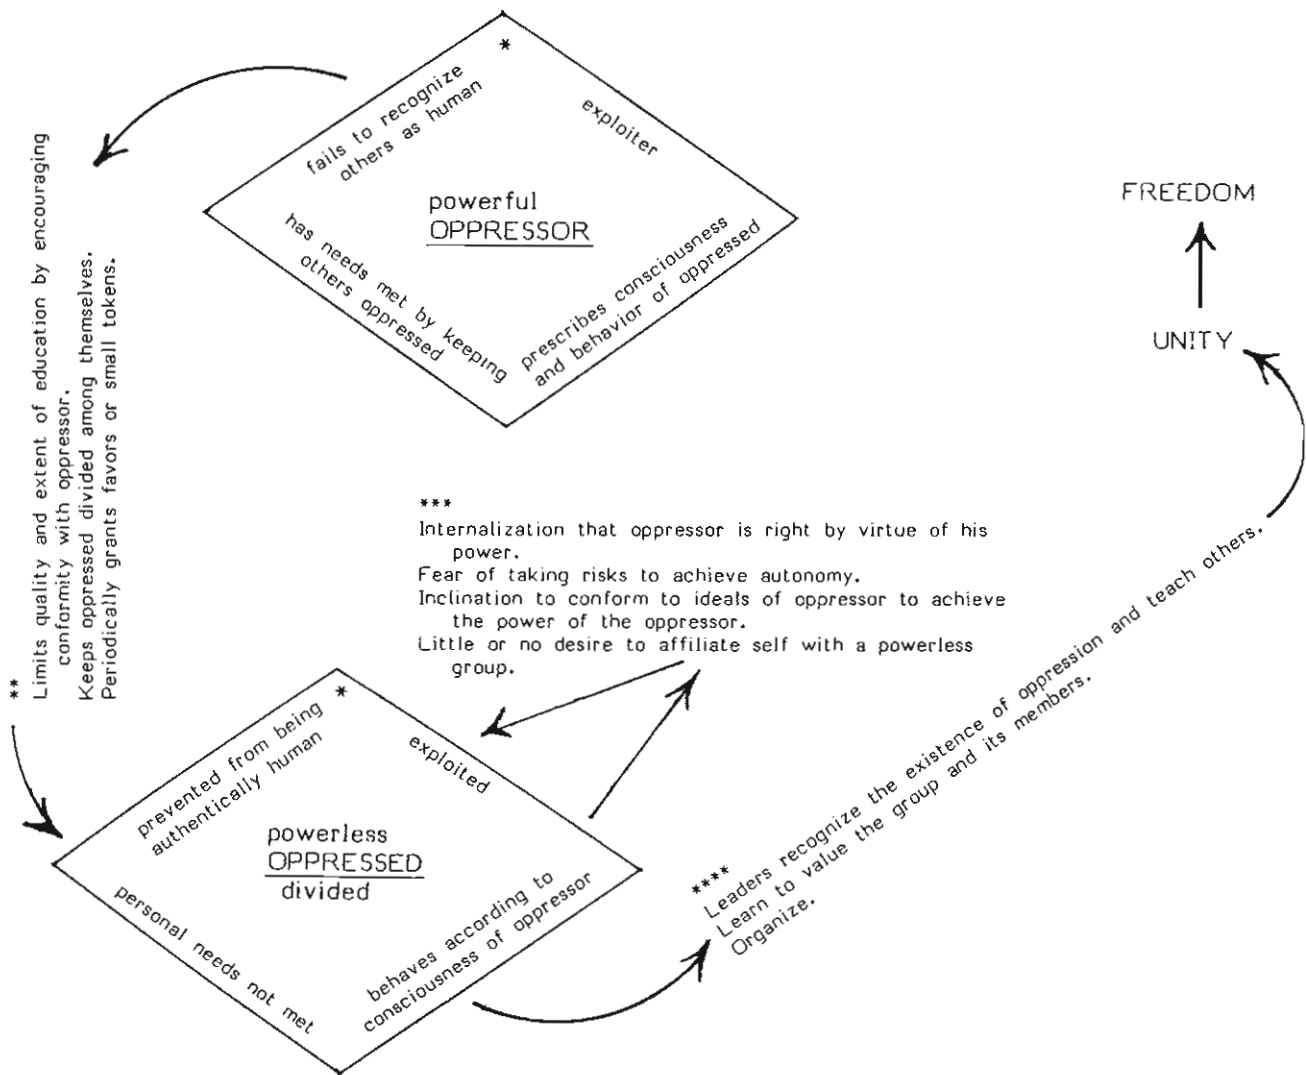 *
fails to recognize
others as human
exploiter
powerful
OPPRESSOR
has needs met by keeping
others oppressed
prescribes consciousness
and behavior of oppressed
**
Limits quality and extent of education by encouraging
conformity with oppressor.
Keeps oppressed divided among themselves.
Periodically grants favors or small tokens.
*
prevented from being
authentically human
exploited
powerless
OPPRESSED
divided
personal needs not met
behaves according to
consciousness of oppressor
***
Internalization that oppressor is right by virtue of his
power.
Fear of taking risks to achieve autonomy.
Inclination to conform to ideals of oppressor to achieve
the power of the oppressor.
Little or no desire to affiliate self with a powerless
group.
****
Leaders recognize the existence of oppression and teach others.
Learn to value the group and its members.
Organize.
UNITY
FREEDOM